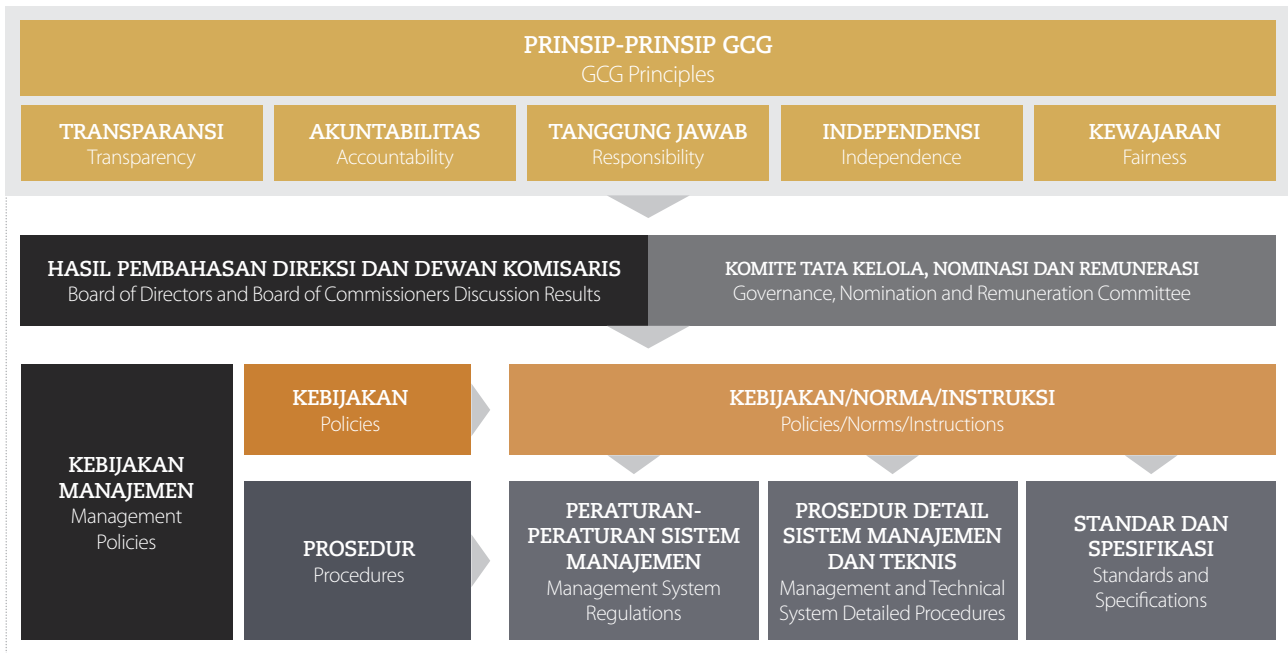 PRINSIP-PRINSIP GCG
GCG Principles
TRANSPARANSI
Transparency
AKUNTABILITAS
Accountability
TANGGUNG JAWAB
Responsibility
INDEPENDENSI
Independence
KEWAJARAN
Fairness
HASIL PEMBAHASAN DIREKSI DAN DEWAN KOMISARIS
Board of Directors and Board of Commissioners Discussion Results
KOMITE TATA KELOLA, NOMINASI DAN REMUNERASI
Governance, Nomination and Remuneration Committee
KEBIJAKAN
MANAJEMEN
Management
Policies
KEBIJAKAN
Policies
KEBIJAKAN/NORMA/INSTRUKSI
Policies/Norms/Instructions
PROSEDUR
Procedures
PERATURAN-
PERATURAN SISTEM
MANAJEMEN
Management System
Regulations
PROSEDUR DETAIL
SISTEM MANAJEMEN
DAN TEKNIS
Management and Technical
System Detailed Procedures
STANDAR DAN
SPESIFIKASI
Standards and
Specifications